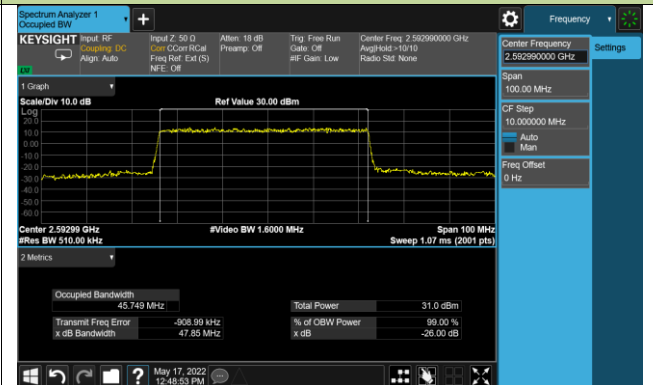 Spectrum Analyzer 1
Occupied BW
Frequency
KEYSIGHT
Input: RF
Coupling: DC
Align: Auto
Input Z: 50 Ω
Corr CCorr RCal
Freq Ref: Ext (S)
NFE: Off
Atten: 18 dB
Preamp: Off
Trig: Free Run
Gate: Off
#IF Gain: Low
Center Freq: 2.592990000 GHz
Avg|Hold:>10/10
Radio Std: None
Center Frequency
2.592990000 GHz
Settings
Span
100.00 MHz
CF Step
10.000000 MHz
Auto
Man
Freq Offset
0 Hz
1 Graph
Scale/Div 10.0 dB
Ref Value 30.00 dBm
Log
20.0
10.0
0.00
-10.0
-20.0
-30.0
-40.0
-50.0
-60.0
Center 2.59299 GHz
#Video BW 1.6000 MHz
Span 100 MHz
#Res BW 510.00 kHz
Sweep 1.07 ms (2001 pts)
2 Metrics
Occupied Bandwidth
45.749 MHz
Total Power
31.0 dBm
Transmit Freq Error
-908.99 kHz
% of OBW Power
99.00 %
x dB Bandwidth
47.85 MHz
x dB
-26.00 dB
May 17, 2022
12:48:53 PM